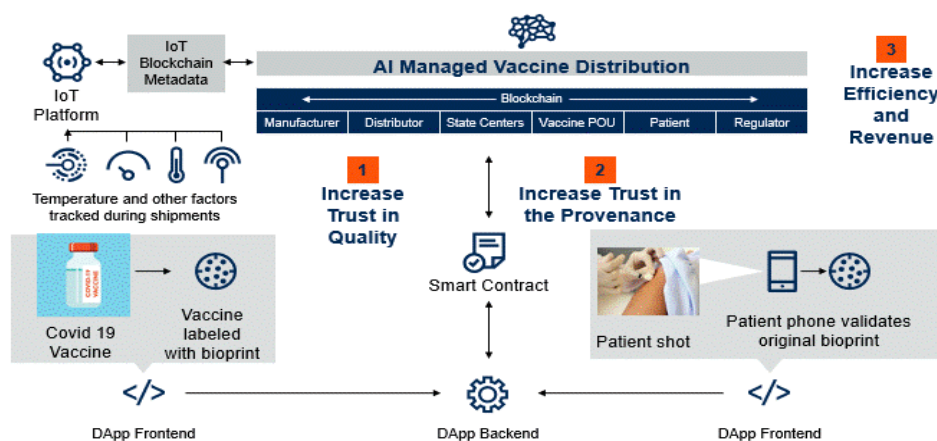 IoT
Platform
IoT
Blockchain
Metadata
AI Managed Vaccine Distribution
Blockchain
Manufacturer
Distributor
State Centers
Vaccine POU
Patient
Regulator
3
Increase
Efficiency
and
Revenue
Temperature and other factors
tracked during shipments
1
Increase
Trust in
Quality
2
Increase Trust in
the Provenance
COVID-19
VACCINE
Covid 19
Vaccine
Vaccine
labeled
with bioprint
Smart Contract
Patient shot
Patient phone validates
original bioprint
</>
DApp Frontend
DApp Backend
</>
DApp Frontend